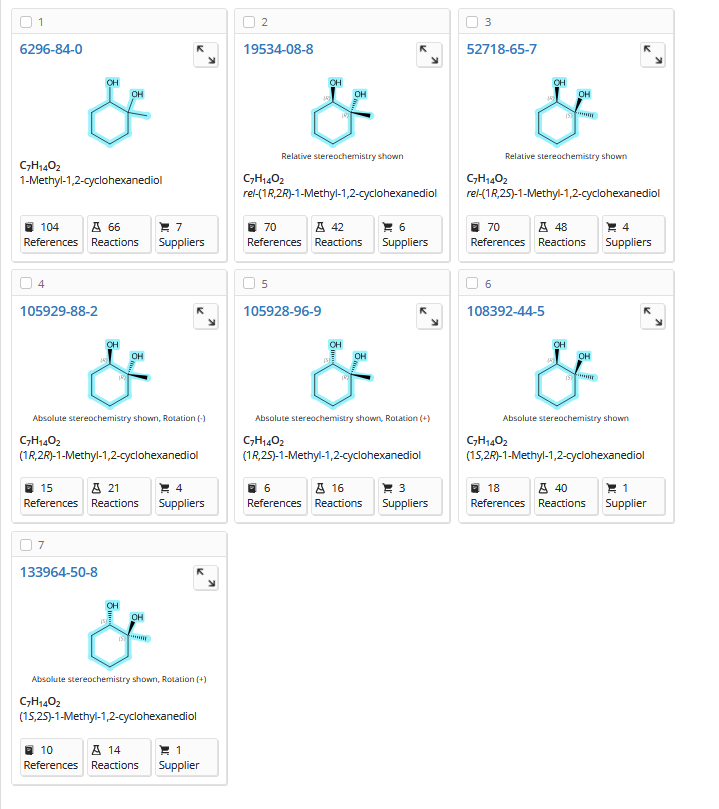 1
6296-84-0
OH
OH
C7H14O2
1-Methyl-1,2-cyclohexanediol
104 References
66 Reactions
7 Suppliers
2
19534-08-8
OH
OH
(R)
(R)
Relative stereochemistry shown
C7H14O2
rel-(1R,2R)-1-Methyl-1,2-cyclohexanediol
70 References
42 Reactions
6 Suppliers
3
52718-65-7
OH
OH
(R)
(S)
Relative stereochemistry shown
C7H14O2
rel-(1R,2S)-1-Methyl-1,2-cyclohexanediol
70 References
48 Reactions
4 Suppliers
4
105929-88-2
OH
OH
(R)
(R)
Absolute stereochemistry shown, Rotation (-)
C7H14O2
(1R,2R)-1-Methyl-1,2-cyclohexanediol
15 References
21 Reactions
4 Suppliers
5
105928-96-9
OH
OH
(S)
(R)
Absolute stereochemistry shown, Rotation (+)
C7H14O2
(1R,2S)-1-Methyl-1,2-cyclohexanediol
6 References
16 Reactions
3 Suppliers
6
108392-44-5
OH
OH
(R)
(S)
Absolute stereochemistry shown
C7H14O2
(1S,2R)-1-Methyl-1,2-cyclohexanediol
18 References
40 Reactions
1 Supplier
7
133964-50-8
OH
OH
(S)
(S)
Absolute stereochemistry shown, Rotation (+)
C7H14O2
(1S,2S)-1-Methyl-1,2-cyclohexanediol
10 References
14 Reactions
1 Supplier